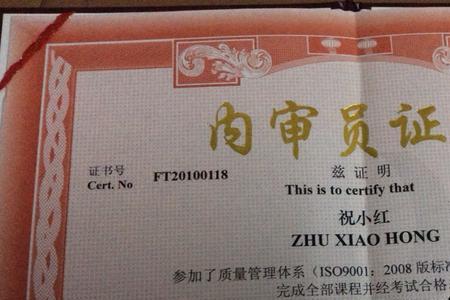 内审员证
证书号
兹证明
Cert. No FT20100118
This is to certify that
祝小红
ZHU XIAO HONG
参加了质量管理体系（ISO9001：2008 版标
完成全部课程并经考试合格